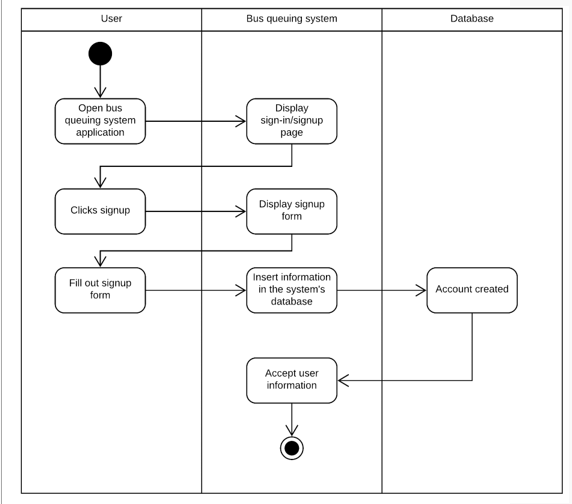 User
Bus queuing system
Database
Open bus
queuing system
application
Display
sign-in/signup
page
Clicks signup
Display signup
form
Fill out signup
form
Insert information
in the system's
database
Account created
Accept user
information